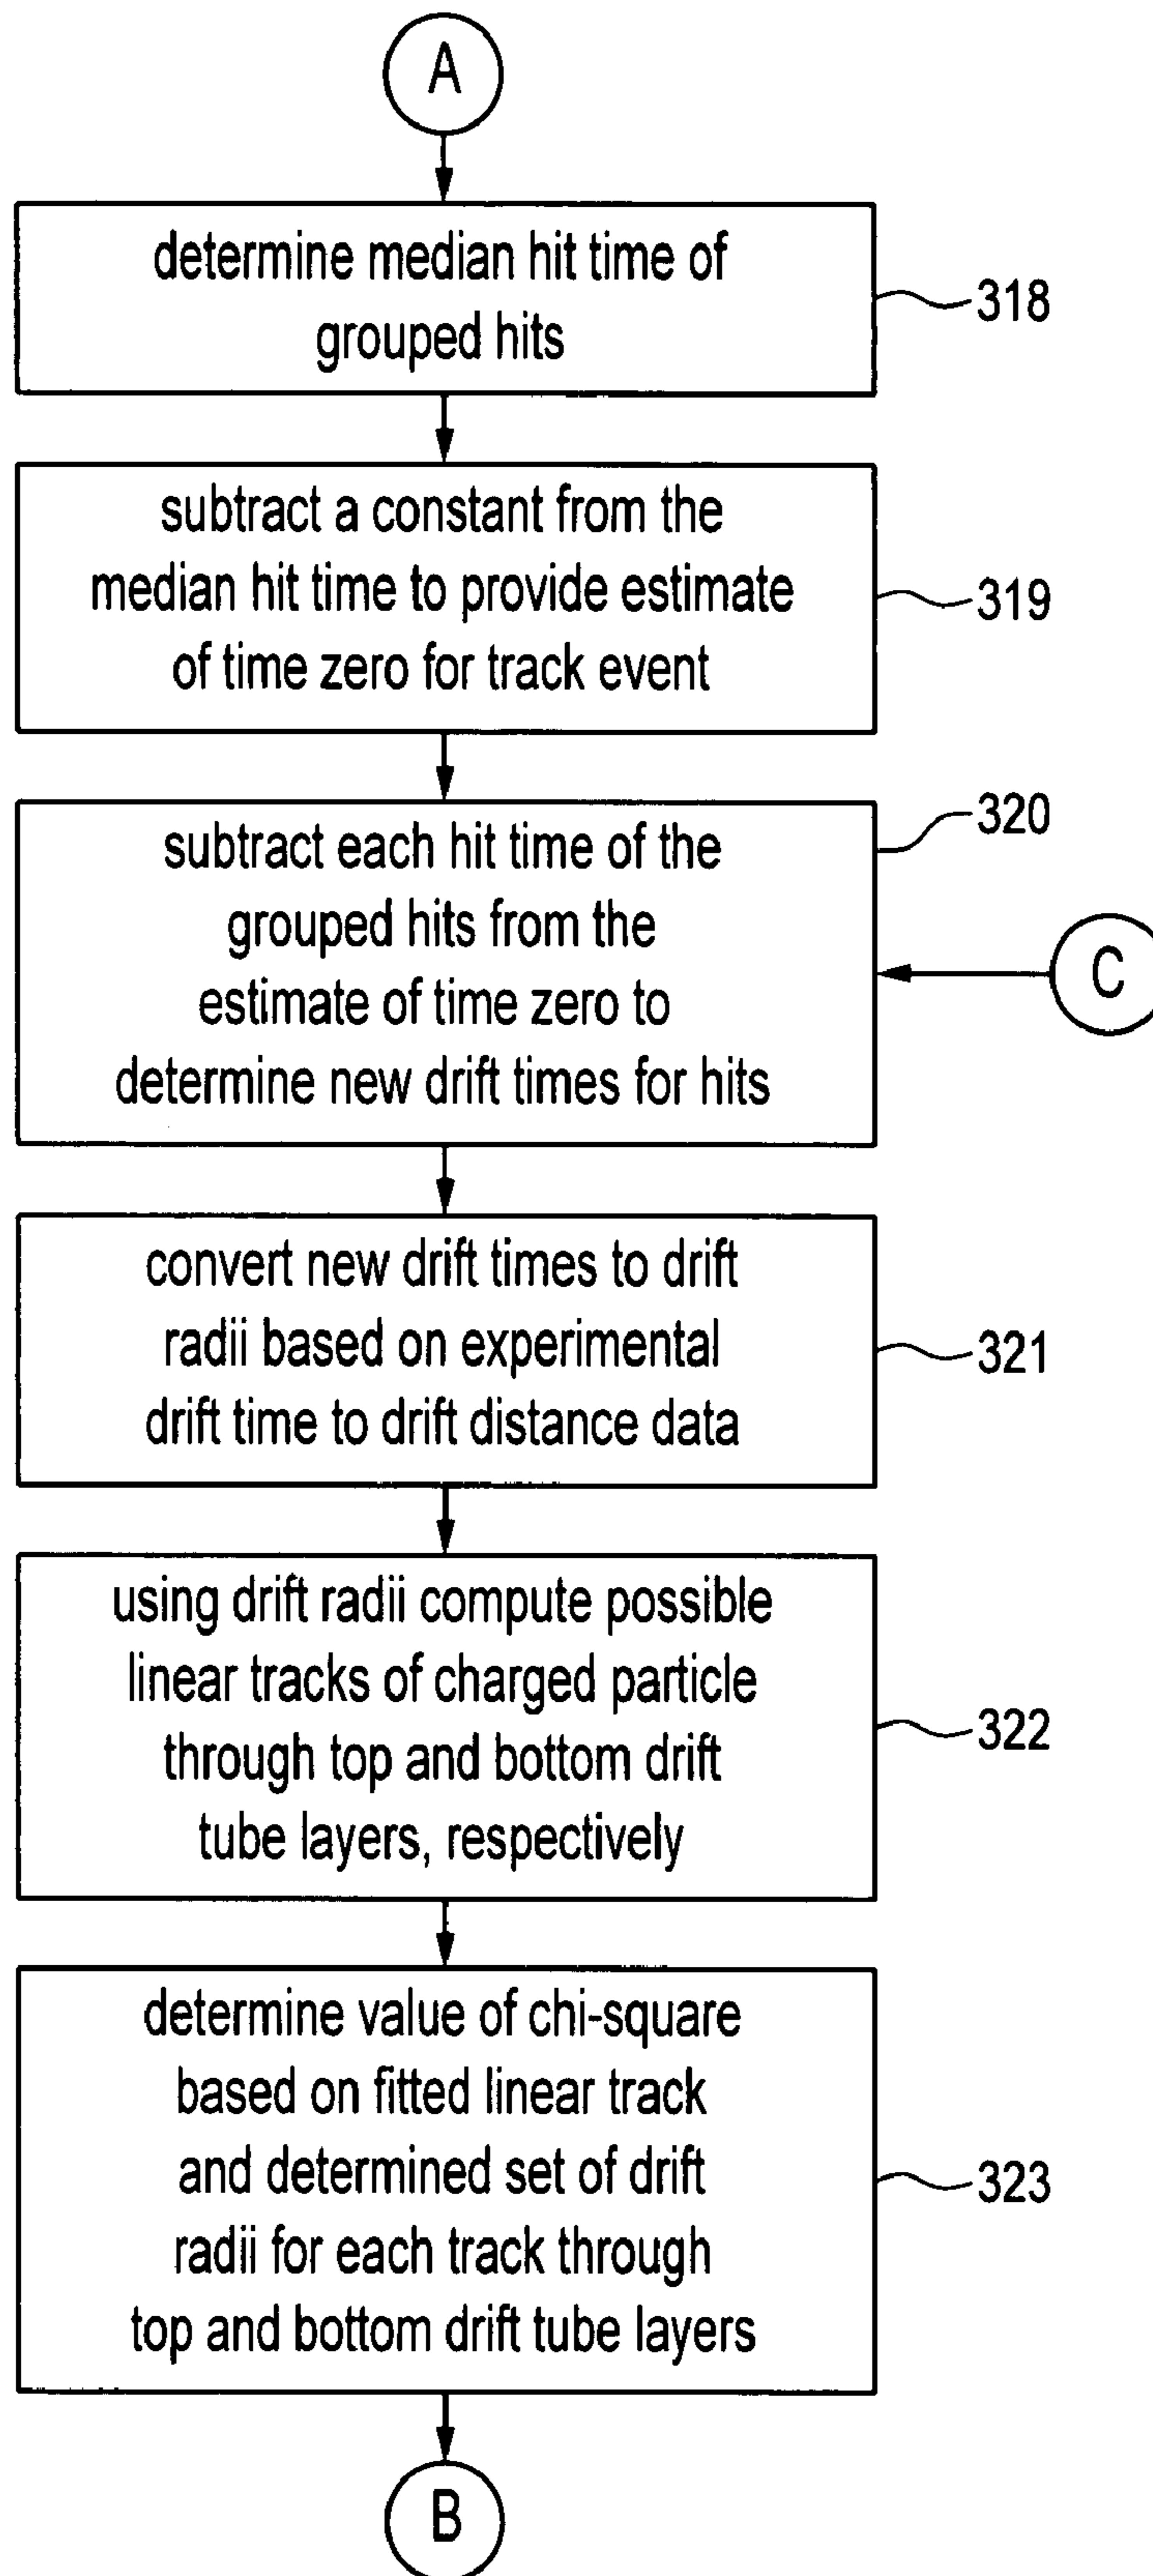 A
determine median hit time of
grouped hits
318
subtract a constant from the
median hit time to provide estimate
of time zero for track event
319
subtract each hit time of the
grouped hits from the
estimate of time zero to
determine new drift times for hits
320
C
convert new drift times to drift
radii based on experimental
drift time to drift distance data
321
using drift radii compute possible
linear tracks of charged particle
through top and bottom drift
tube layers, respectively
322
determine value of chi-square
based on fitted linear track
and determined set of drift
radii for each track through
top and bottom drift tube layers
323
B